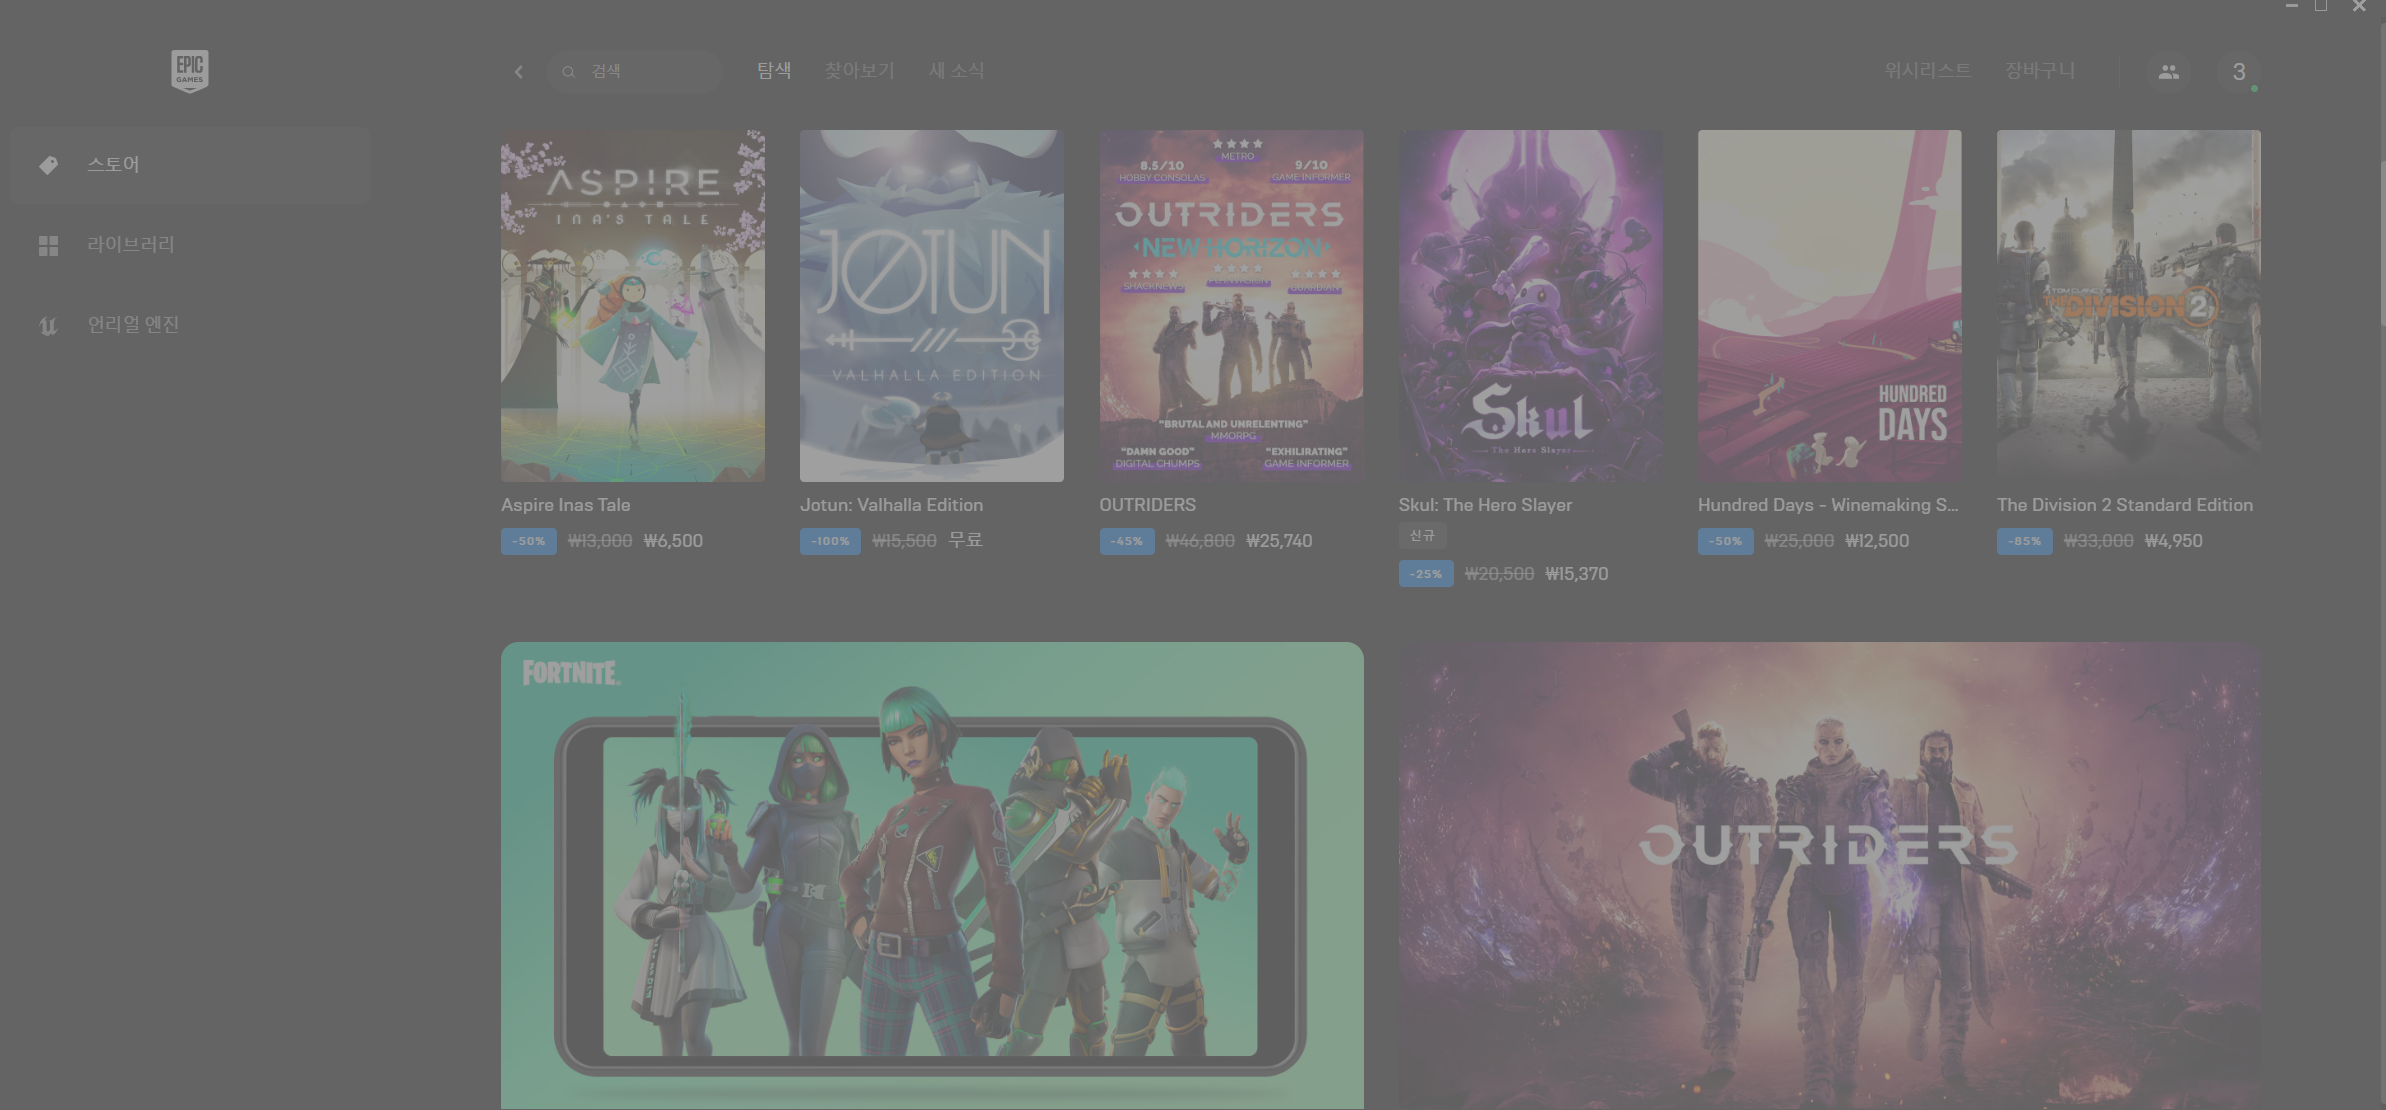 EPIC
GAMES
검색
탐색
찾아보기
새 소식
위시리스트
장바구니
3
스토어
라이브러리
언리얼 엔진
ASPIRE
INA'S TALE
JOTUN
VALHALLA EDITION
METRO
8.5/10
HOBBY CONSOLAS
9/10
GAME INFORMER
OUTRIDERS
NEW HORIZON
SHACKNEWS
GUARDIAN
"BRUTAL AND UNRELENTING"
MMORPG
"DAMN GOOD"
DIGITAL CHUMPS
"EXHILIRATING"
GAME INFORMER
Skul
The Hero Slayer
HUNDRED
DAYS
TOM CLANCY'S
THE DIVISION 2
Aspire Inas Tale
-50% ₩13,000 ₩6,500
Jotun: Valhalla Edition
-100% ₩15,500 무료
OUTRIDERS
-45% ₩46,800 ₩25,740
Skul: The Hero Slayer
신규
-25% ₩20,500 ₩15,370
Hundred Days - Winemaking S...
-50% ₩25,000 ₩12,500
The Division 2 Standard Edition
-85% ₩33,000 ₩4,950
FORTNITE
OUTRIDERS